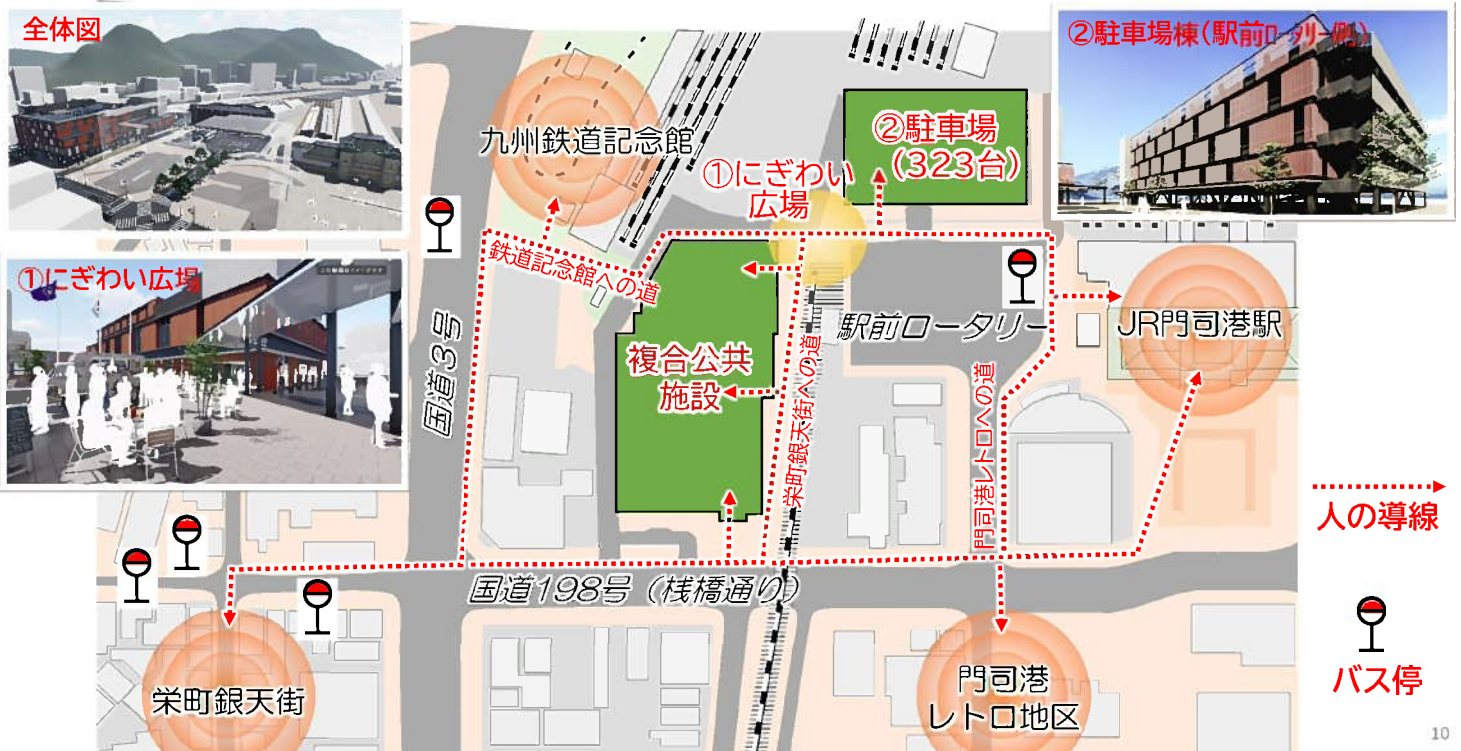 全体図
②駐車場棟(駅前ロータリー側)
九州鉄道記念館
②駐車場
(323台)
①にぎわい
広場
鉄道記念館への道
①にぎわい広場
国道3号
駅前ロータリー
JR門司港駅
複合公共
施設
栄町銀天街への道
門司港レトロへの道
人の導線
国道198号(桟橋通り)
栄町銀天街
門司港
レトロ地区
バス停
10